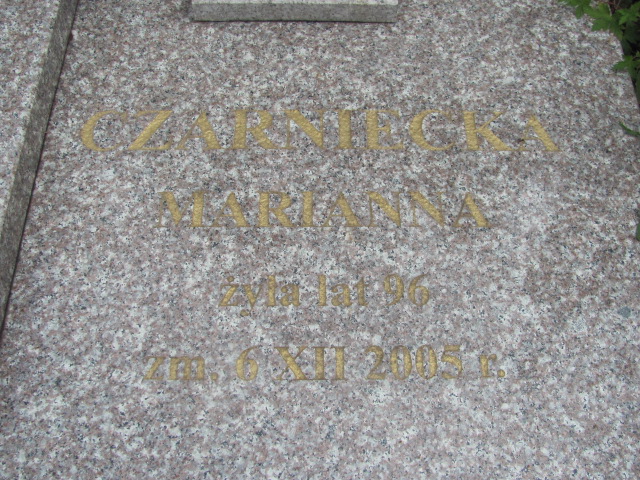 CZARNIECKA
MARIANNA
żyła lat 96
zm. 6 XII 2005 r.